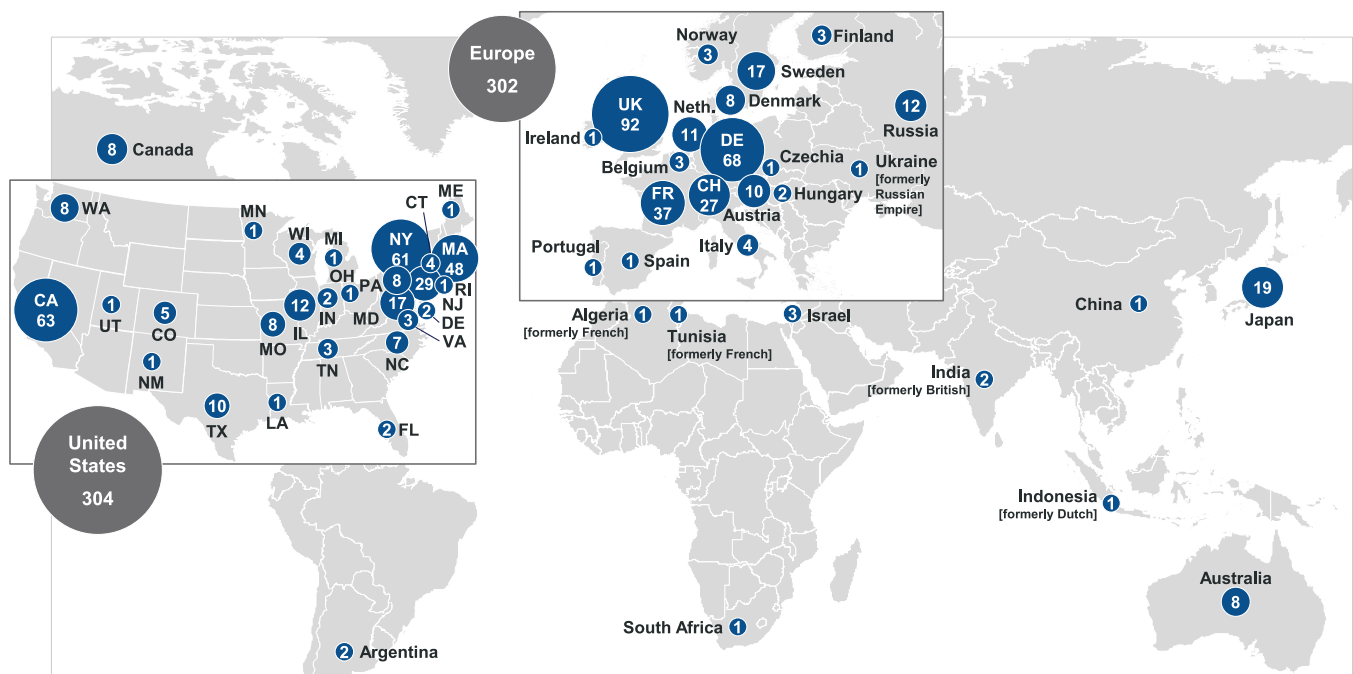 Europe
302
Norway
3
3
Finland
17
Sweden
UK
92
Neth.
8
Denmark
12
Russia
Ireland
1
11
DE
68
Belgium
3
Czechia
1
1
Ukraine
[formerly
Russian
Empire]
FR
37
CH
27
10
Austria
2
Hungary
Portugal
1
1
Spain
Italy
4
8
Canada
8
WA
MN
1
WI
4
MI
1
CT
ME
1
NY
61
4
MA
48
OH
1
PA
8
29
1
RI
NJ
CA
63
1
UT
5
CO
8
MO
12
IL
2
IN
MD
17
2
DE
3
VA
1
NM
3
TN
7
NC
10
TX
1
LA
2
FL
United
States
304
Algeria
[formerly French]
1
1
Tunisia
[formerly French]
3
Israel
China
1
19
Japan
India
[formerly British]
2
Indonesia
[formerly Dutch]
1
Australia
8
South Africa
1
2
Argentina